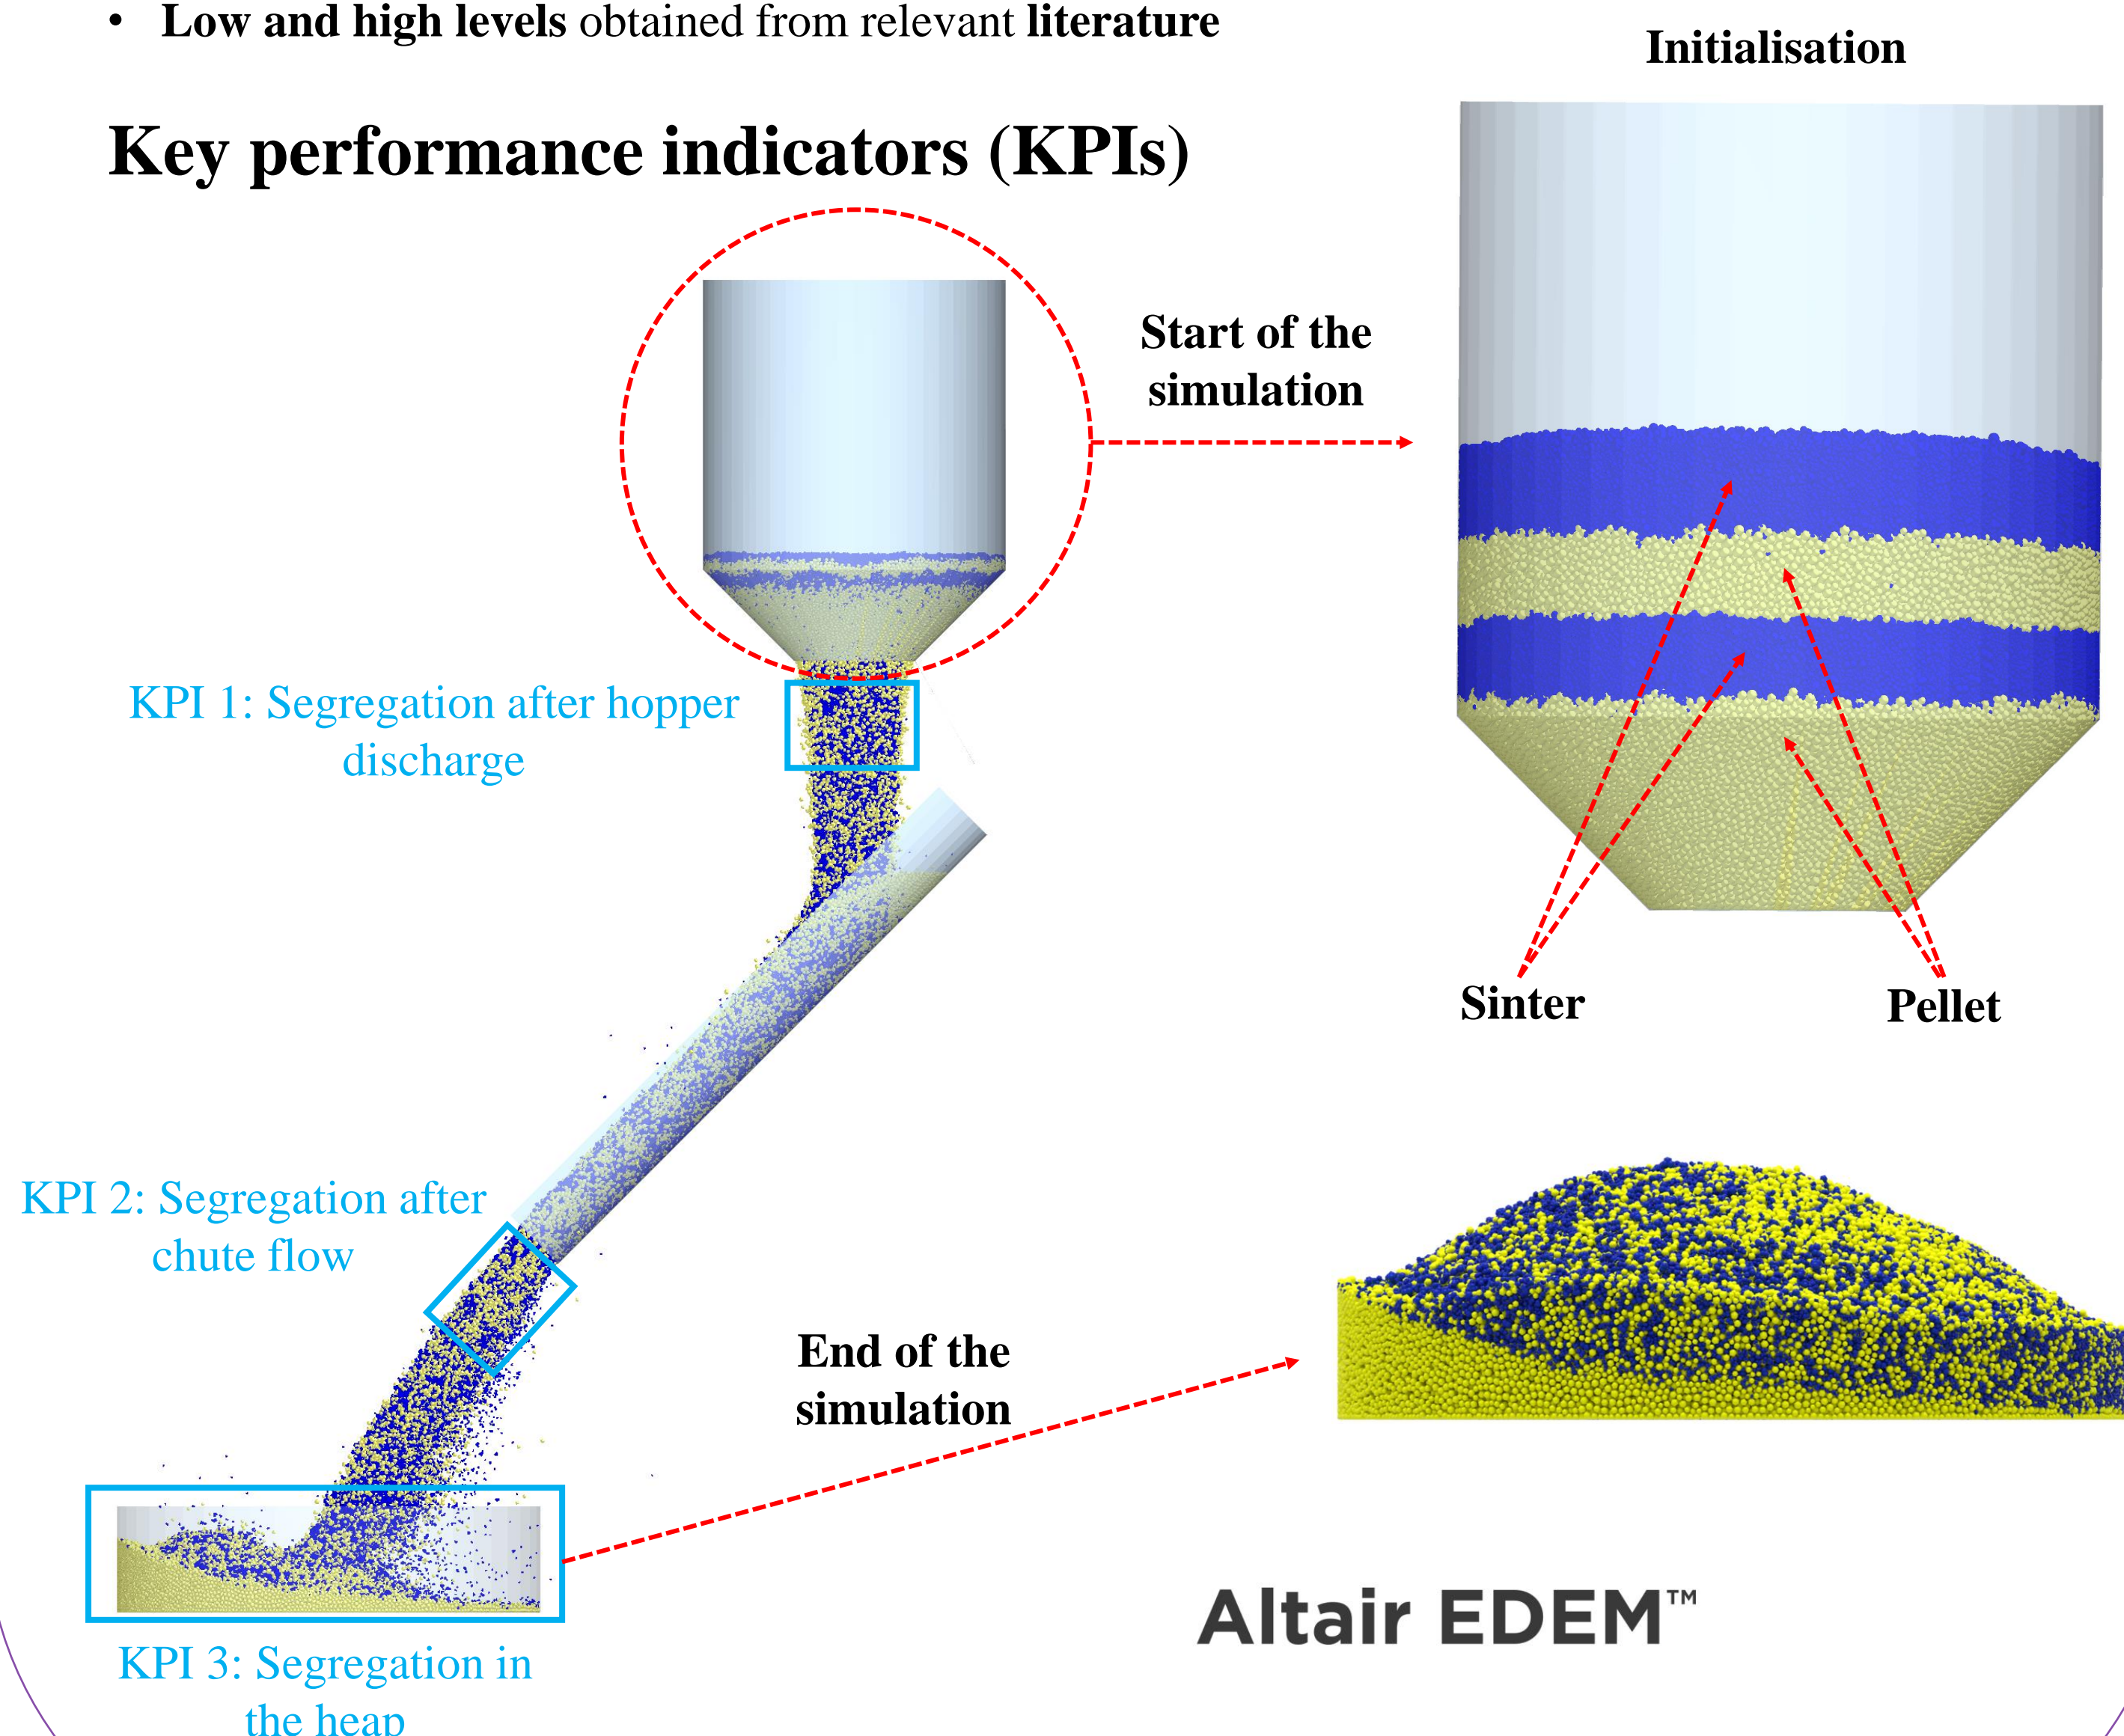 • Low and high levels obtained from relevant literature
Initialisation
Key performance indicators (KPIs)
Start of the
simulation
KPI 1: Segregation after hopper
discharge
Sinter
Pellet
KPI 2: Segregation after
chute flow
End of the
simulation
Altair EDEM™
KPI 3: Segregation in
the heap